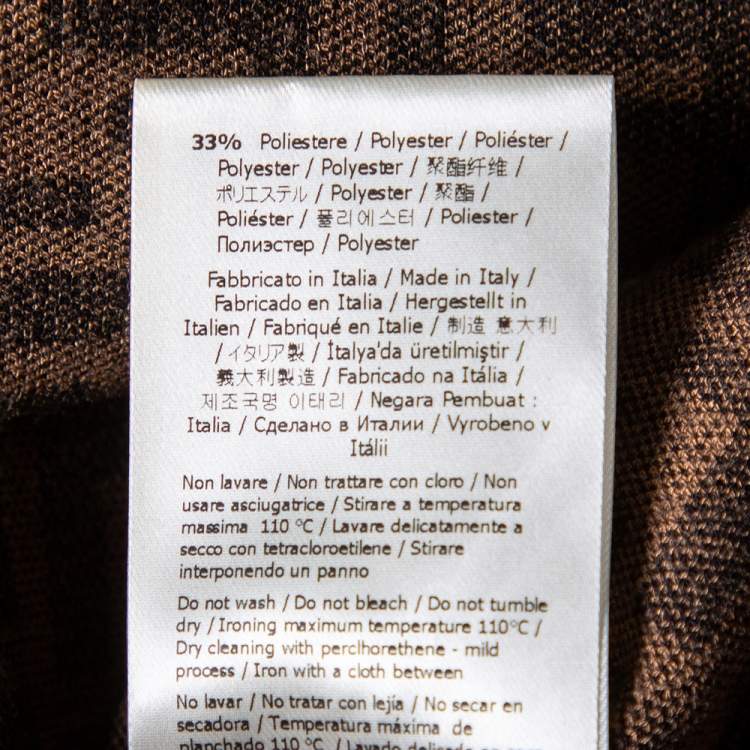 33% Poliestere / Polyester / Poliéster /
Polyester / Polyester / 聚酯纤维 /
ポリエステル / Polyester / 聚酯 /
Poliéster / 폴리에스터 / Poliester /
Полиэстер / Polyester
Fabbricato in Italia / Made in Italy /
Fabricado en Italia / Hergestellt in
Italien / Fabriqué en Italie / 制造 意大利
/ イタリア製 / İtalya'da üretilmiştir /
義大利製造 / Fabricado na Itália /
제조국명 이태리 / Negara Pembuat :
Italia / Сделано в Италии / Vyrobeno v
Itálii
Non lavare / Non trattare con cloro / Non
usare asciugatrice / Stirare a temperatura
massima 110 °C / Lavare delicatamente a
secco con tetracloroetilene / Stirare
interponendo un panno
Do not wash / Do not bleach / Do not tumble
dry / Ironing maximum temperature 110°C /
Dry cleaning with perclhorethene - mild
process / Iron with a cloth between
No lavar / No tratar con lejía / No secar en
secadora / Temperatura máxima de
planchado 110 °C / Lavado delicado en